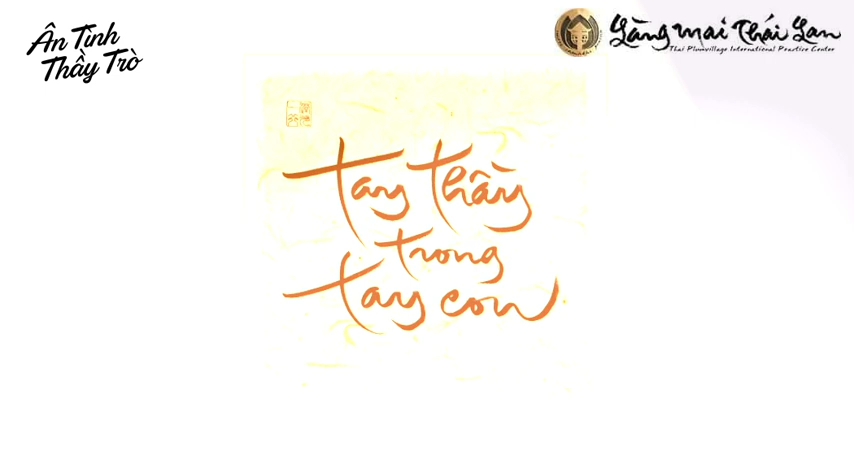 Ân Tình
Thầy Trò
Làng Mai Thái Lan
Thai Plumvillage International Practice Center
tay thầy
trong
tay con